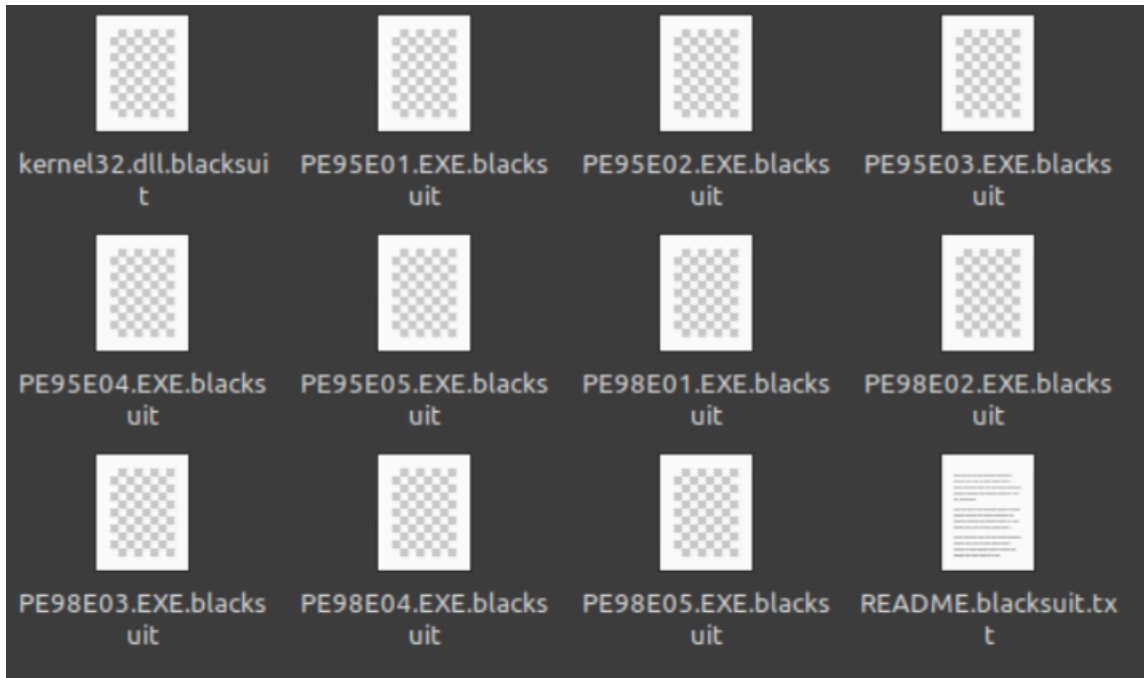 kernel32.dll.blacksui
t
PE95E01.EXE.blacks
uit
PE95E02.EXE.blacks
uit
PE95E03.EXE.blacks
uit
PE95E04.EXE.blacks
uit
PE95E05.EXE.blacks
uit
PE98E01.EXE.blacks
uit
PE98E02.EXE.blacks
uit
PE98E03.EXE.blacks
uit
PE98E04.EXE.blacks
uit
PE98E05.EXE.blacks
uit
README.blacksuit.tx
t